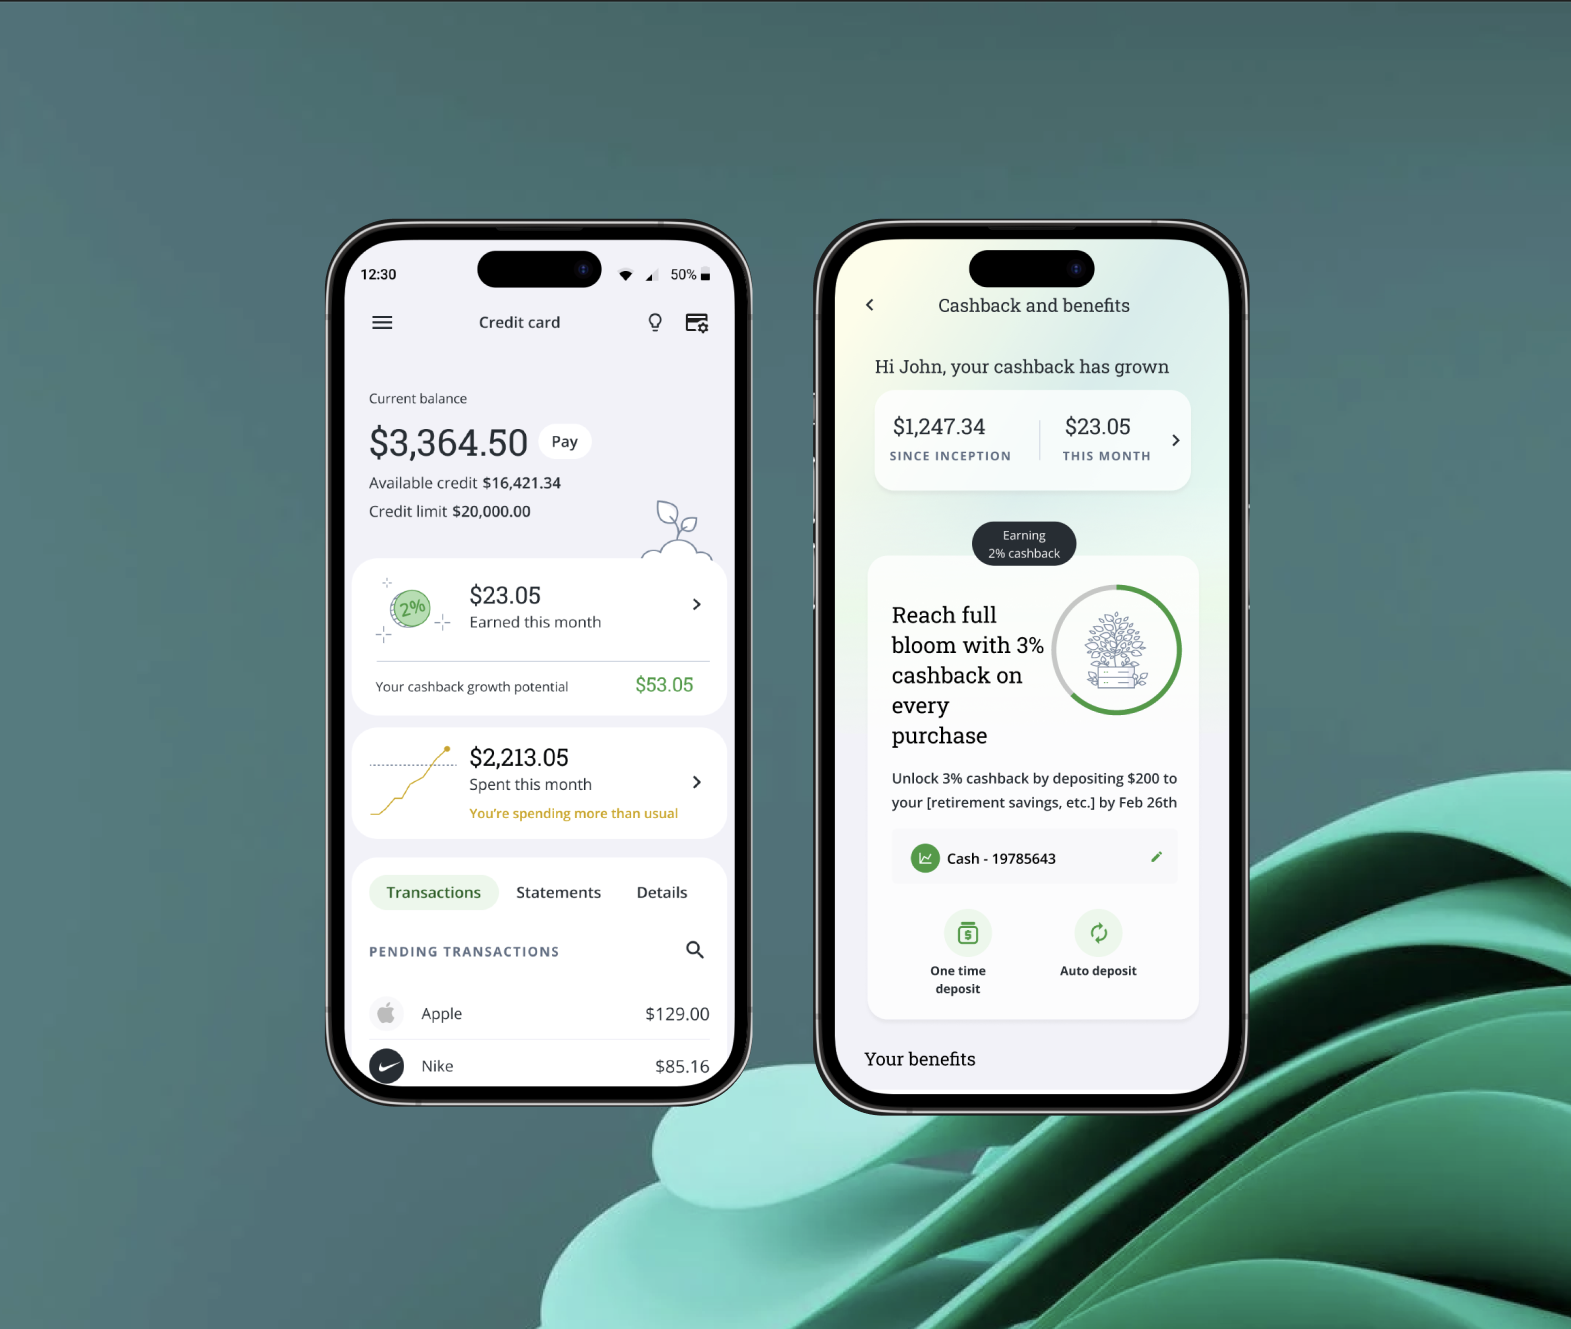 12:30
50%
Credit card
Current balance
$3,364.50 Pay
Available credit $16,421.34
Credit limit $20,000.00
2%
$23.05
Earned this month
Your cashback growth potential $53.05
$2,213.05
Spent this month
You're spending more than usual
Transactions Statements Details
PENDING TRANSACTIONS
Apple $129.00
Nike $85.16
Cashback and benefits
Hi John, your cashback has grown
$1,247.34 $23.05
SINCE INCEPTION THIS MONTH
Earning
2% cashback
Reach full
bloom with 3%
cashback on
every
purchase
Unlock 3% cashback by depositing $200 to
your [retirement savings, etc.] by Feb 26th
Cash - 19785643
One time
deposit
Auto deposit
Your benefits